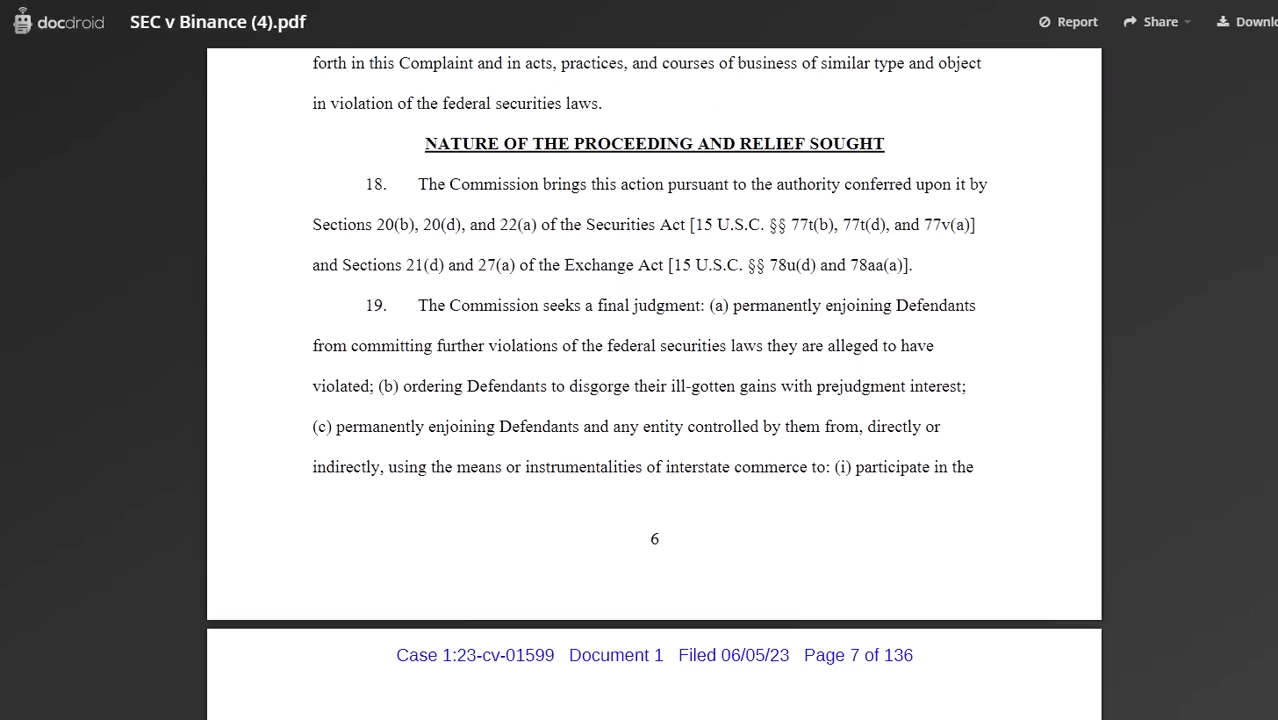 docdroid
SEC v Binance (4).pdf
Report
Share
Downlo
forth in this Complaint and in acts, practices, and courses of business of similar type and object
in violation of the federal securities laws.
NATURE OF THE PROCEEDING AND RELIEF SOUGHT
18. The Commission brings this action pursuant to the authority conferred upon it by
Sections 20(b), 20(d), and 22(a) of the Securities Act [15 U.S.C. §§ 77t(b), 77t(d), and 77v(a)]
and Sections 21(d) and 27(a) of the Exchange Act [15 U.S.C. §§ 78u(d) and 78aa(a)].
19. The Commission seeks a final judgment: (a) permanently enjoining Defendants
from committing further violations of the federal securities laws they are alleged to have
violated; (b) ordering Defendants to disgorge their ill-gotten gains with prejudgment interest;
(c) permanently enjoining Defendants and any entity controlled by them from, directly or
indirectly, using the means or instrumentalities of interstate commerce to: (i) participate in the
6
Case 1:23-cv-01599 Document 1 Filed 06/05/23 Page 7 of 136